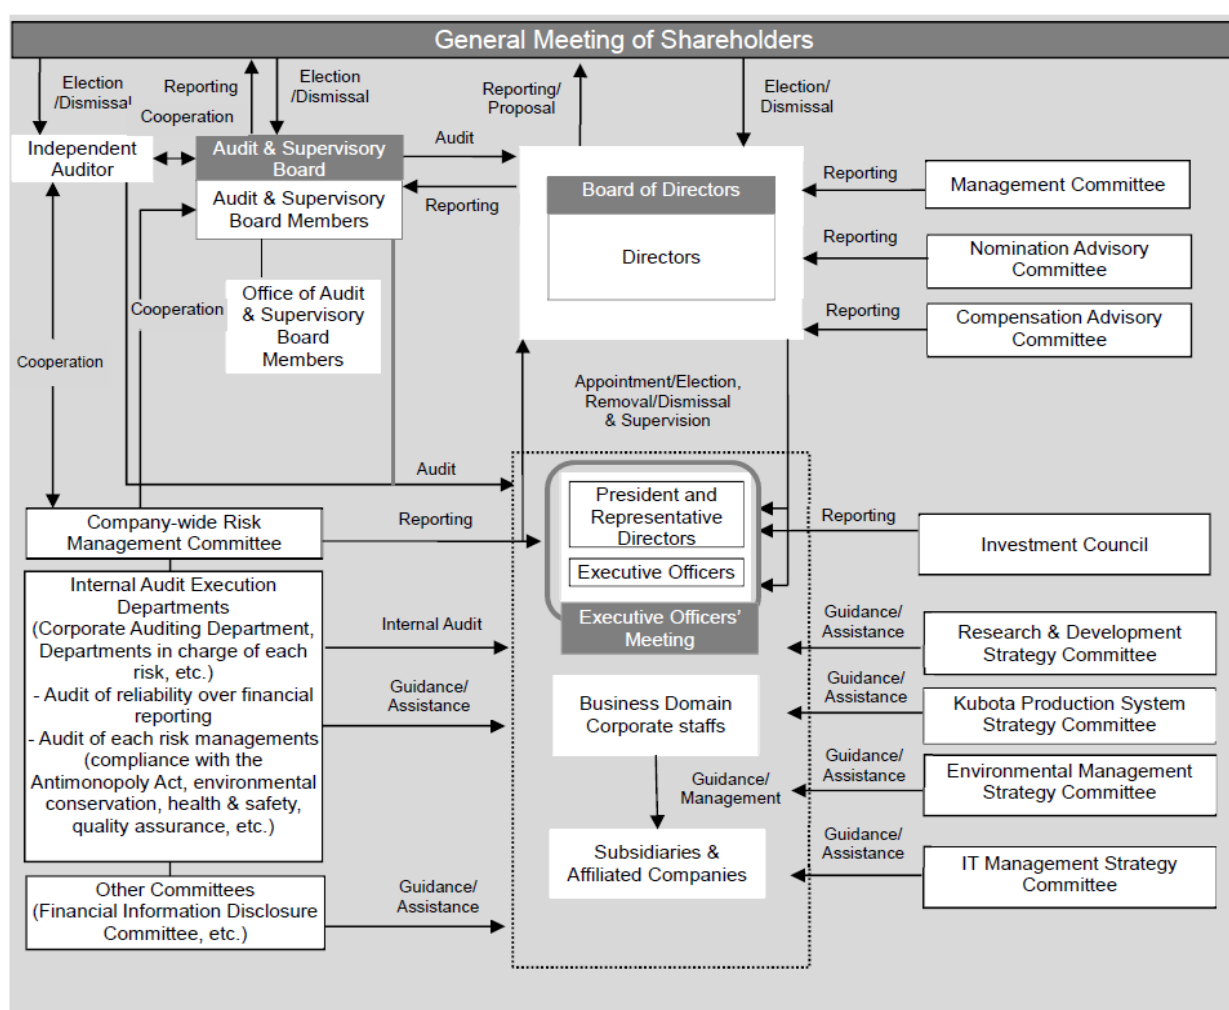 General Meeting of Shareholders
Election
/Dismissal
Reporting
Cooperation
Election
/Dismissal
Reporting/
Proposal
Election/
Dismissal
Independent
Auditor
Audit & Supervisory
Board
Audit & Supervisory
Board Members
Audit
Reporting
Board of Directors
Directors
Reporting
Management Committee
Reporting
Nomination Advisory
Committee
Reporting
Compensation Advisory
Committee
Cooperation
Office of Audit
& Supervisory
Board
Members
Cooperation
Appointment/Election,
Removal/Dismissal
& Supervision
Audit
Company-wide Risk
Management Committee
Reporting
President and
Representative
Directors
Executive Officers
Executive Officers'
Meeting
Reporting
Investment Council
Internal Audit Execution
Departments
(Corporate Auditing Department,
Departments in charge of each
risk, etc.)
- Audit of reliability over financial
reporting
- Audit of each risk managements
(compliance with the
Antimonopoly Act, environmental
conservation, health & safety,
quality assurance, etc.)
Internal Audit
Guidance/
Assistance
Business Domain
Corporate staffs
Guidance/
Management
Subsidiaries &
Affiliated Companies
Guidance/
Assistance
Research & Development
Strategy Committee
Guidance/
Assistance
Kubota Production System
Strategy Committee
Guidance/
Assistance
Environmental Management
Strategy Committee
Guidance/
Assistance
IT Management Strategy
Committee
Other Committees
(Financial Information Disclosure
Committee, etc.)
Guidance/
Assistance